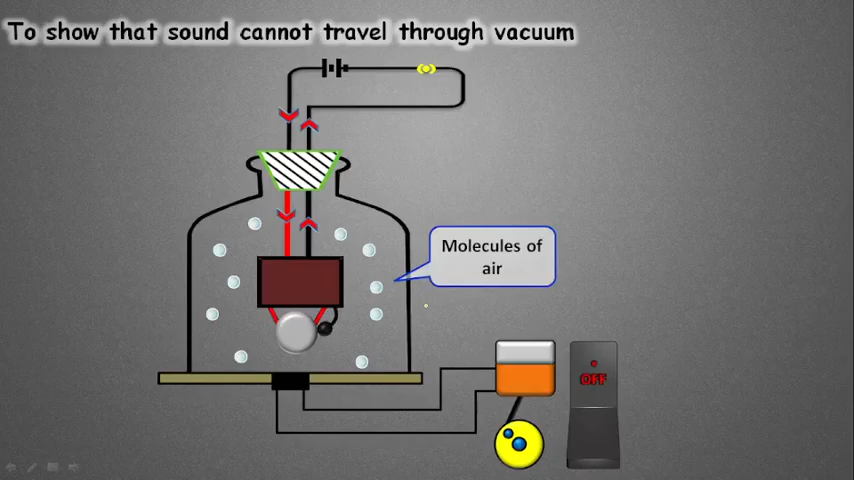 To show that sound cannot travel through vacuum
Molecules of
air
OFF